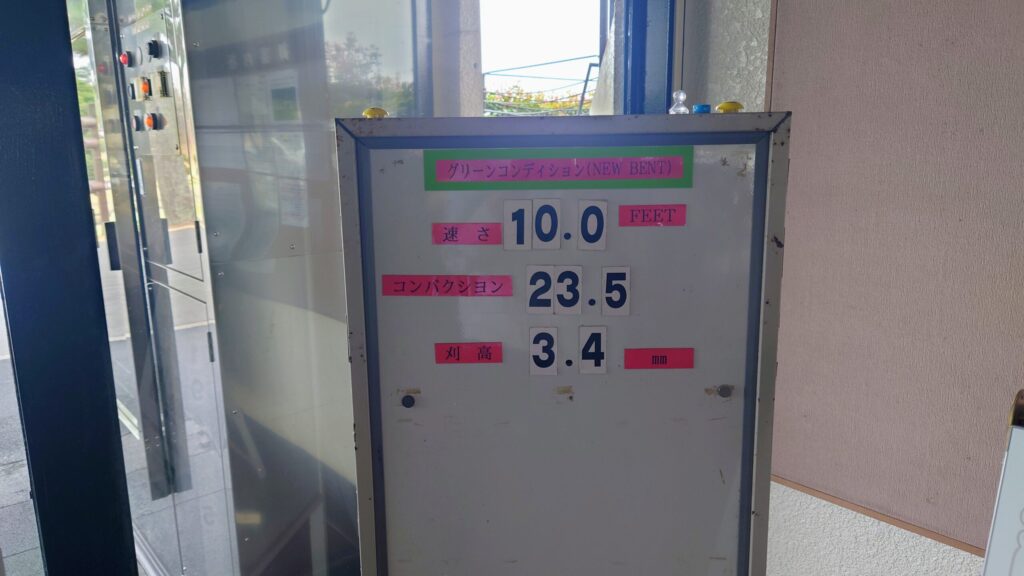 グリーンコンディション(NEW BENT)
速さ 10.0 FEET
コンパクション 23.5
刈高 3.4 mm